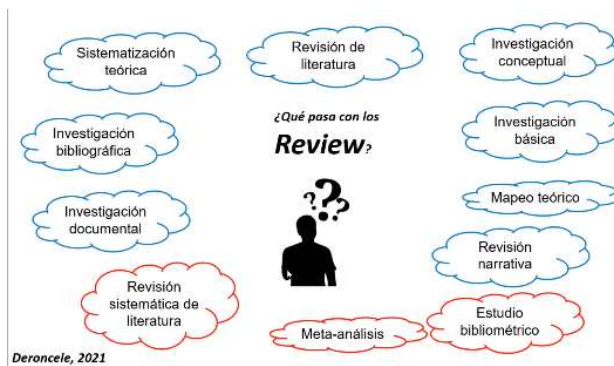 Sistematización
teórica
Revisión de
literatura
Investigación
conceptual
¿Qué pasa con los
Review?
Investigación
bibliográfica
Investigación
básica
Investigación
documental
Mapeo teórico
Revisión
narrativa
Revisión
sistemática de
literatura
Meta-análisis
Estudio
bibliométrico
Deroncele, 2021